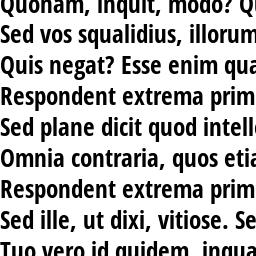 Quonam, inquit, modo? Qu
Sed vos squalidius, illorum
Quis negat? Esse enim qua
Respondent extrema prim
Sed plane dicit quod intell
Omnia contraria, quos etia
Respondent extrema prim
Sed ille, ut dixi, vitiose. Se
Tuo vero id quidem, inqua